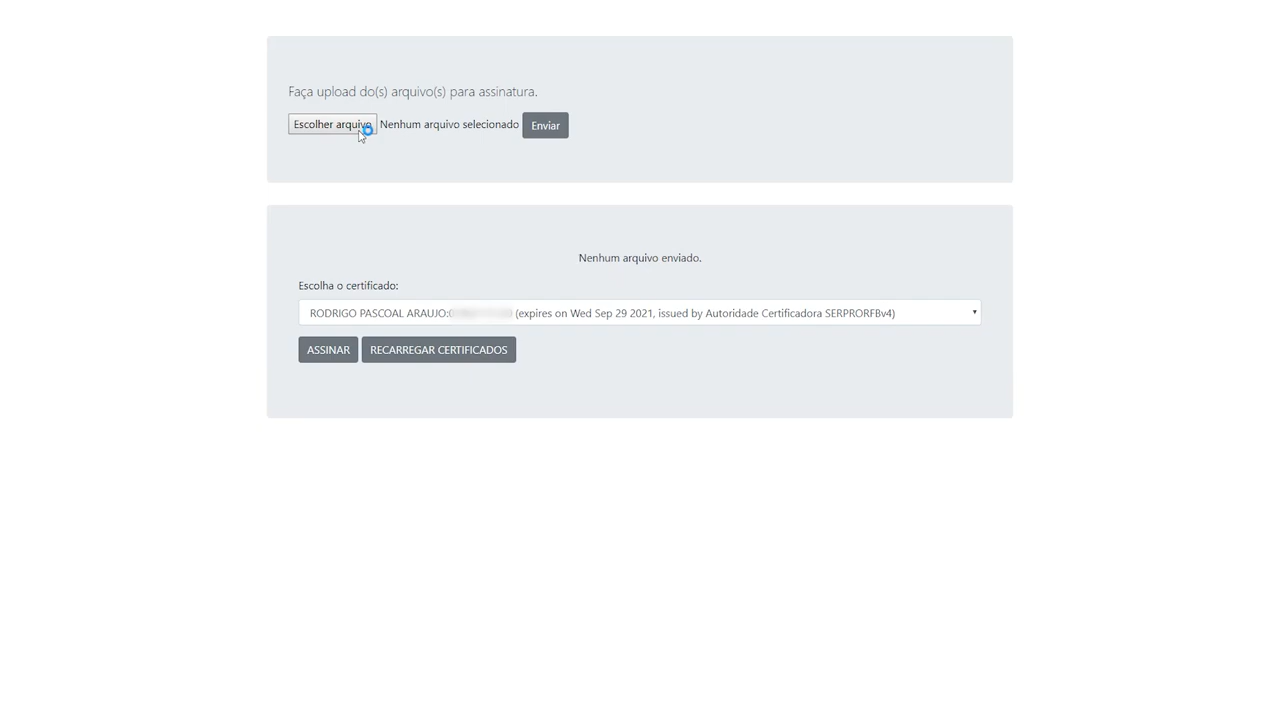 Faça upload do(s) arquivo(s) para assinatura.
Escolher arquivo Nenhum arquivo selecionado Enviar
Nenhum arquivo enviado.
Escolha o certificado:
RODRIGO PASCOAL ARAUJO: (expires on Wed Sep 29 2021, issued by Autoridade Certificadora SERPRORFBv4)
ASSINAR RECARREGAR CERTIFICADOS